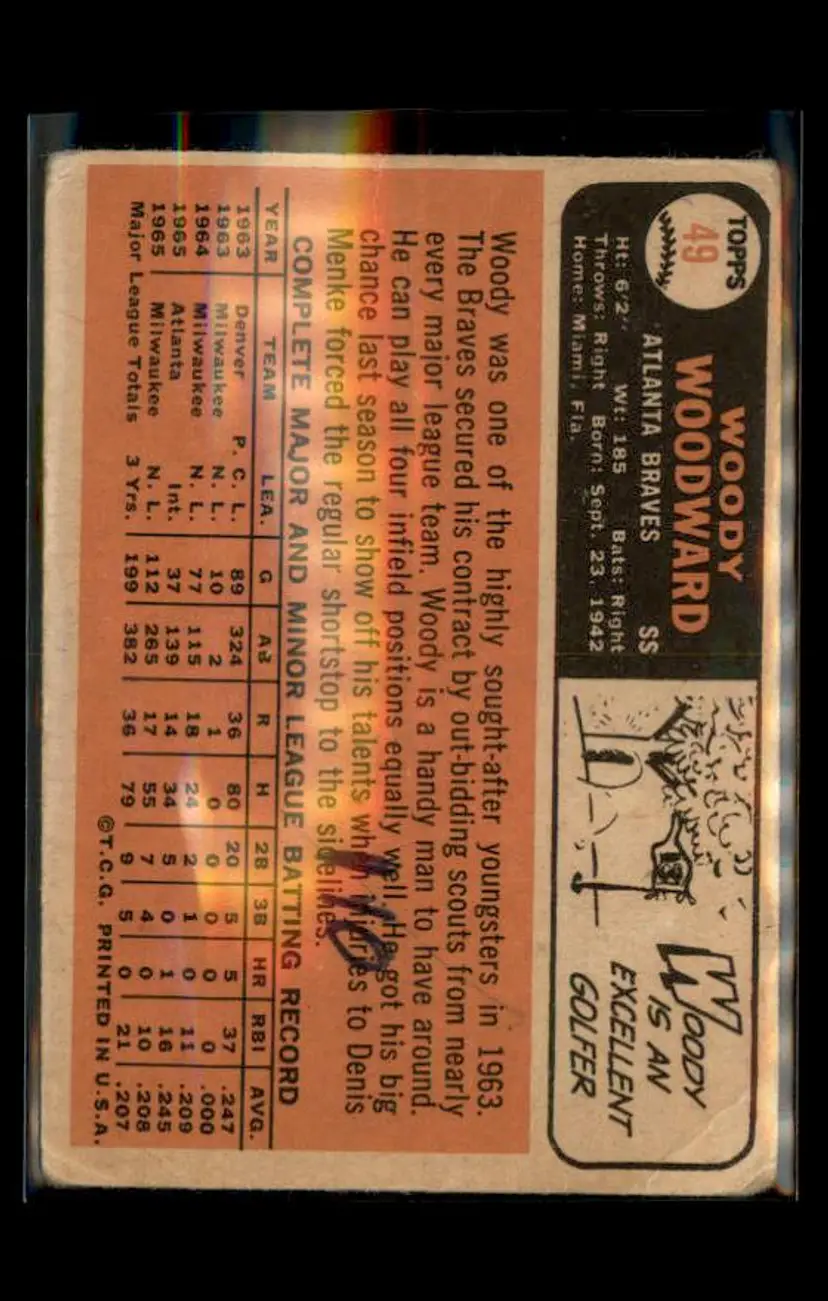 TOPPS
49
WOODY
WOODWARD
ATLANTA BRAVES SS
Ht: 6'2" Wt: 185 Bats: Right
Throws: Right Born: Sept. 23, 1942
Home: Miami, Fla.
13
WOODY
IS AN
EXCELLENT
GOLFER
Woody was one of the highly sought-after youngsters in 1963.
The Braves secured his contract by out-bidding scouts from nearly
every major league team. Woody is a handy man to have around.
He can play all four infield positions equally well. He got his big
chance last season to show off his talents when injuries to Denis
Menke forced the regular shortstop to the sidelines.
COMPLETE MAJOR AND MINOR LEAGUE BATTING RECORD
YEAR TEAM LEA. G AB R H 2B 3B HR RBI AVG.
1963 Denver P. C. L. 89 324 36 80 20 5 5 37 .247
1963 Milwaukee N. L. 10 2 1 0 0 0 0 0 .000
1964 Milwaukee N. L. 77 115 18 24 2 1 0 11 .209
1965 Atlanta Int. 37 139 14 34 5 0 1 16 .245
1965 Milwaukee N. L. 112 265 17 55 7 4 0 10 .208
Major League Totals 3 Yrs. 199 382 36 79 9 5 0 21 .207
©T.C.G. PRINTED IN U.S.A.